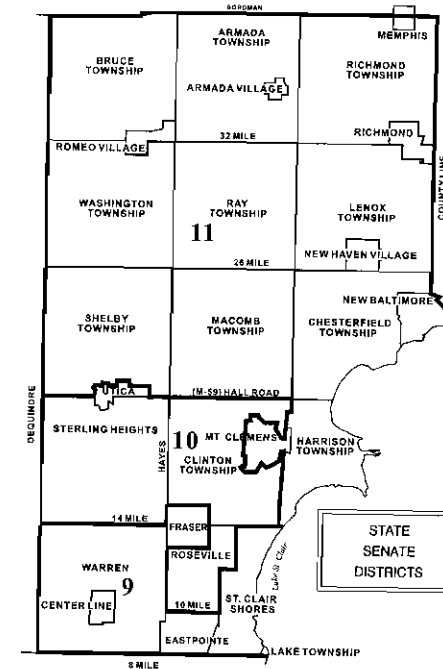 BORDMAN
ARMADA
TOWNSHIP
MEMPHIS
BRUCE
TOWNSHIP
RICHMOND
TOWNSHIP
ARMADA VILLAGE
32 MILE
RICHMOND
ROMEO VILLAGE
COUNTY LINE
WASHINGTON
TOWNSHIP
RAY
TOWNSHIP
LENOX
TOWNSHIP
11
NEW HAVEN VILLAGE
26 MILE
NEW BALTIMORE
SHELBY
TOWNSHIP
MACOMB
TOWNSHIP
CHESTERFIELD
TOWNSHIP
UTICA
(M-59) HALL ROAD
DEQUINDRE
STERLING HEIGHTS
HAYES
10
MT CLEMENS
CLINTON
TOWNSHIP
HARRISON
TOWNSHIP
14 MILE
FRASER
STATE
SENATE
DISTRICTS
ROSEVILLE
Lake St Clair
WARREN
9
CENTER LINE
10 MILE
ST. CLAIR
SHORES
EASTPOINTE
LAKE TOWNSHIP
8 MILE